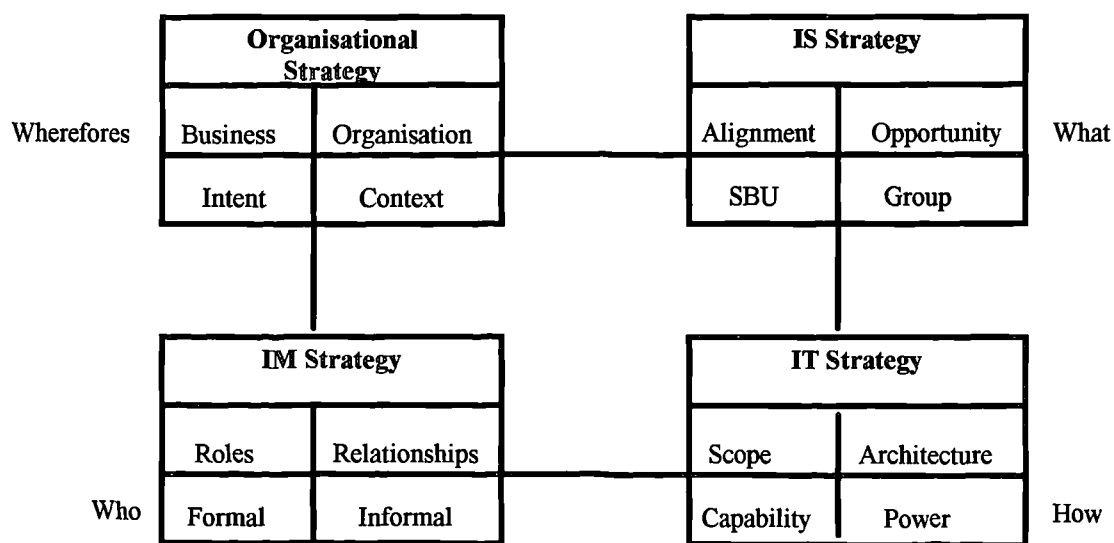 Organisational
Strategy
IS Strategy
Wherefores
Business
Organisation
Alignment
Opportunity
What
Intent
Context
SBU
Group
IM Strategy
IT Strategy
Roles
Relationships
Scope
Architecture
Who
Formal
Informal
Capability
Power
How